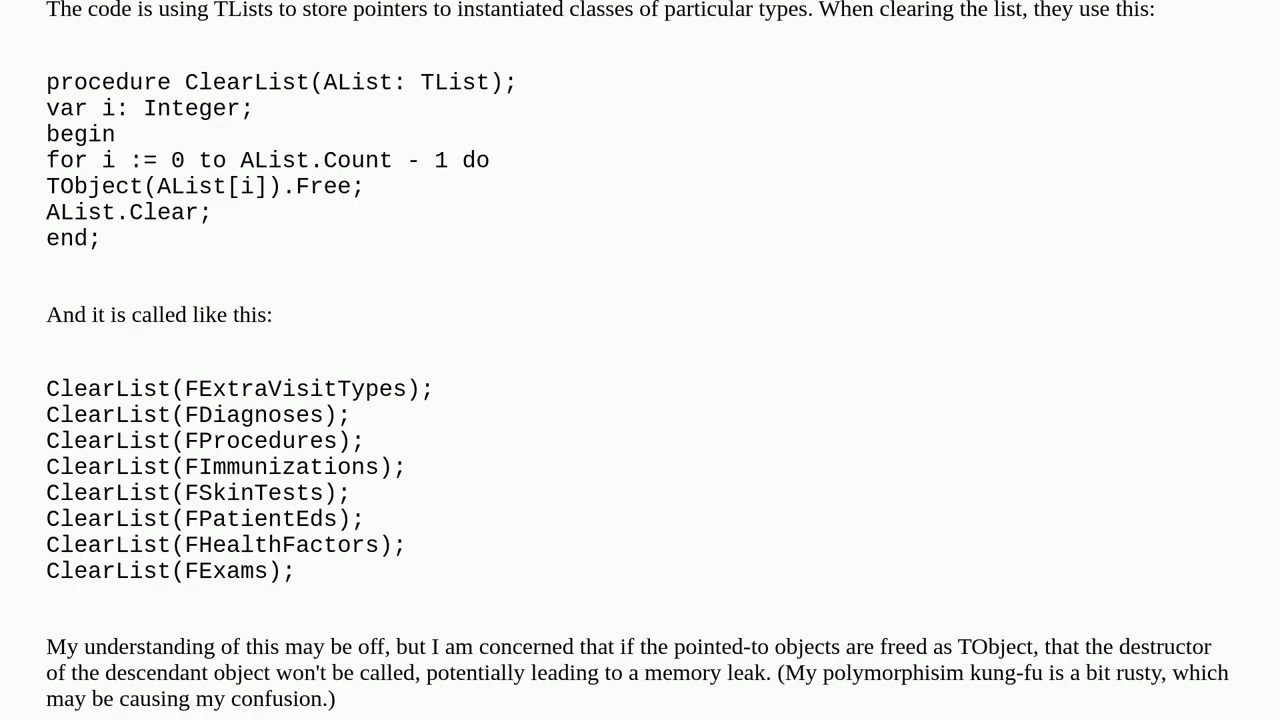 The code is using TLists to store pointers to instantiated classes of particular types. When clearing the list, they use this:
procedure ClearList(AList: TList);
var i: Integer;
begin
for i := 0 to AList.Count - 1 do
TObject(AList[i]).Free;
AList.Clear;
end;
And it is called like this:
ClearList(FExtraVisitTypes);
ClearList(FDiagnoses);
ClearList(FProcedures);
ClearList(FImmunizations);
ClearList(FSkinTests);
ClearList(FPatientEds);
ClearList(FHealthFactors);
ClearList(FExams);
My understanding of this may be off, but I am concerned that if the pointed-to objects are freed as TObject, that the destructor
of the descendant object won't be called, potentially leading to a memory leak. (My polymorphisim kung-fu is a bit rusty, which
may be causing my confusion.)